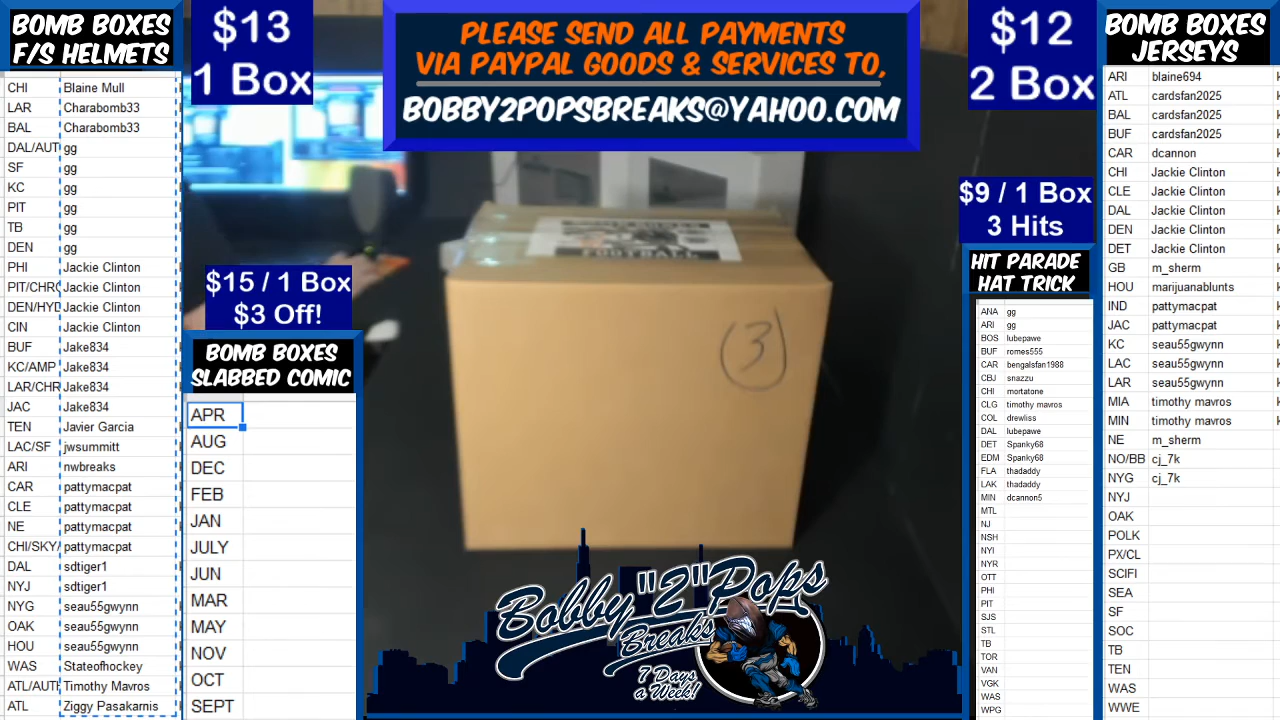 BOMB BOXES
F/S HELMETS
CHI Blaine Mull
LAR Charabomb33
BAL Charabomb33
DAL/AUT gg
SF gg
KC gg
PIT gg
TB gg
DEN gg
PHI Jackie Clinton
PIT/CHRO Jackie Clinton
DEN/HYD Jackie Clinton
CIN Jackie Clinton
BUF Jake834
KC/AMP Jake834
LAR/CHR Jake834
JAC Jake834
TEN Javier Garcia
LAC/SF jwsummitt
ARI nwbreaks
CAR pattymacpat
CLE pattymacpat
NE pattymacpat
CHI/SKY/ pattymacpat
DAL sdtiger1
NYJ sdtiger1
NYG seau55gwynn
OAK seau55gwynn
HOU seau55gwynn
WAS Stateofhockey
ATL/AUT Timothy Mavros
ATL Ziggy Pasakarnis
$13
1 Box
$15 / 1 Box
$3 Off!
BOMB BOXES
SLABBED COMIC
APR
AUG
DEC
FEB
JAN
JULY
JUN
MAR
MAY
NOV
OCT
SEPT
PLEASE SEND ALL PAYMENTS
VIA PAYPAL GOODS & SERVICES TO,
BOBBY2POPSBREAKS@YAHOO.COM
FOOTBALL
3
Bobby "2" Pops
Breaks
7 Days
a Week!
$12
2 Box
$9 / 1 Box
3 Hits
HIT PARADE
HAT TRICK
ANA gg
ARI gg
BOS lubepawe
BUF romes555
CAR bengalsfan1988
CBJ snazzu
CHI mortatone
CLG timothy mavros
COL drewliss
DAL lubepawe
DET Spanky68
EDM Spanky68
FLA thadaddy
LAK thadaddy
MIN dcannon5
MTL
NJ
NSH
NYI
NYR
OTT
PHI
PIT
SJS
STL
TB
TOR
VAN
VGK
WAS
WPG
BOMB BOXES
JERSEYS
ARI blaine694
ATL cardsfan2025
BAL cardsfan2025
BUF cardsfan2025
CAR dcannon
CHI Jackie Clinton
CLE Jackie Clinton
DAL Jackie Clinton
DEN Jackie Clinton
DET Jackie Clinton
GB m_sherm
HOU marijuanablunts
IND pattymacpat
JAC pattymacpat
KC seau55gwynn
LAC seau55gwynn
LAR seau55gwynn
MIA timothy mavros
MIN timothy mavros
NE m_sherm
NO/BB cj_7k
NYG cj_7k
NYJ
OAK
POLK
PX/CL
SCIFI
SEA
SF
SOC
TB
TEN
WAS
WWE